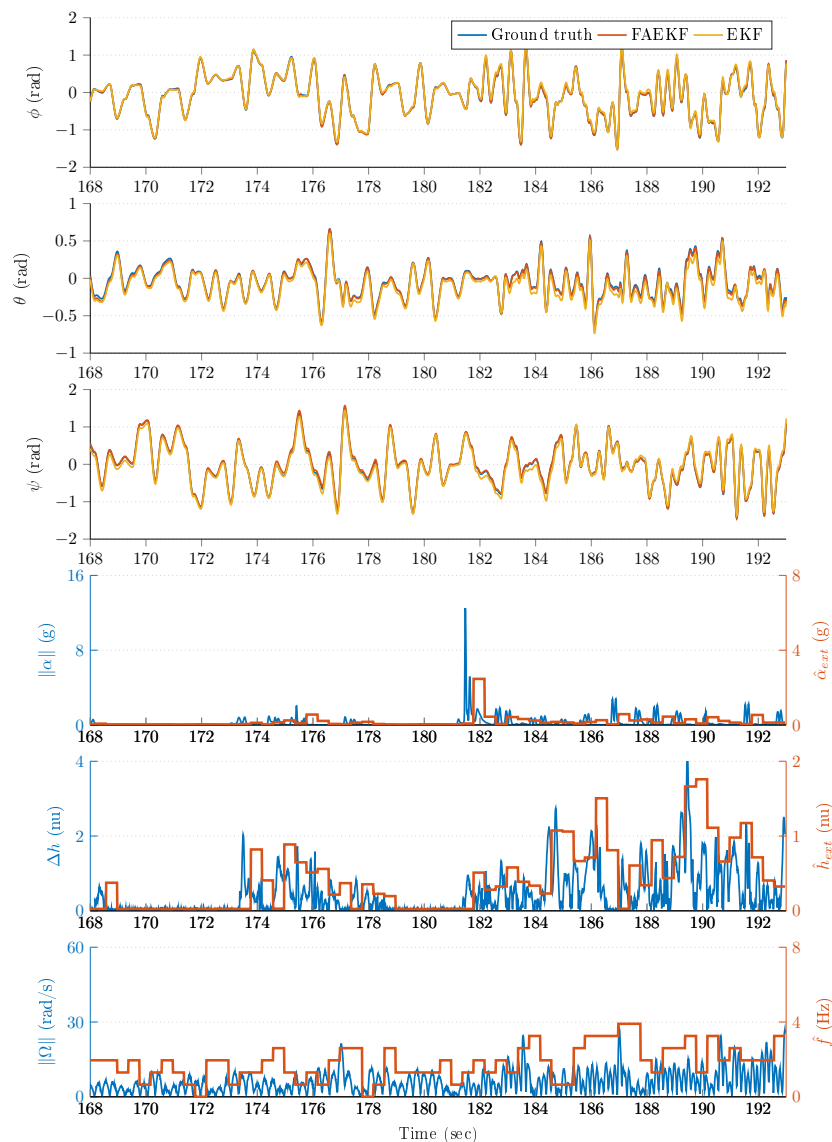 Ground truth FAEKF EKF
2
1
0
−1
−2
ϕ (rad)
168 170 172 174 176 178 180 182 184 186 188 190 192
1
0.5
0
−0.5
−1
θ (rad)
168 170 172 174 176 178 180 182 184 186 188 190 192
2
1
0
−1
−2
ψ (rad)
168 170 172 174 176 178 180 182 184 186 188 190 192
16
8
0
‖α‖ (g)
8
4
0
α̂ext (g)
168 170 172 174 176 178 180 182 184 186 188 190 192
4
2
0
Δh (nu)
2
1
0
ĥext (nu)
168 170 172 174 176 178 180 182 184 186 188 190 192
60
30
0
‖Ω‖ (rad/s)
8
4
0
f̂ (Hz)
168 170 172 174 176 178 180 182 184 186 188 190 192
Time (sec)